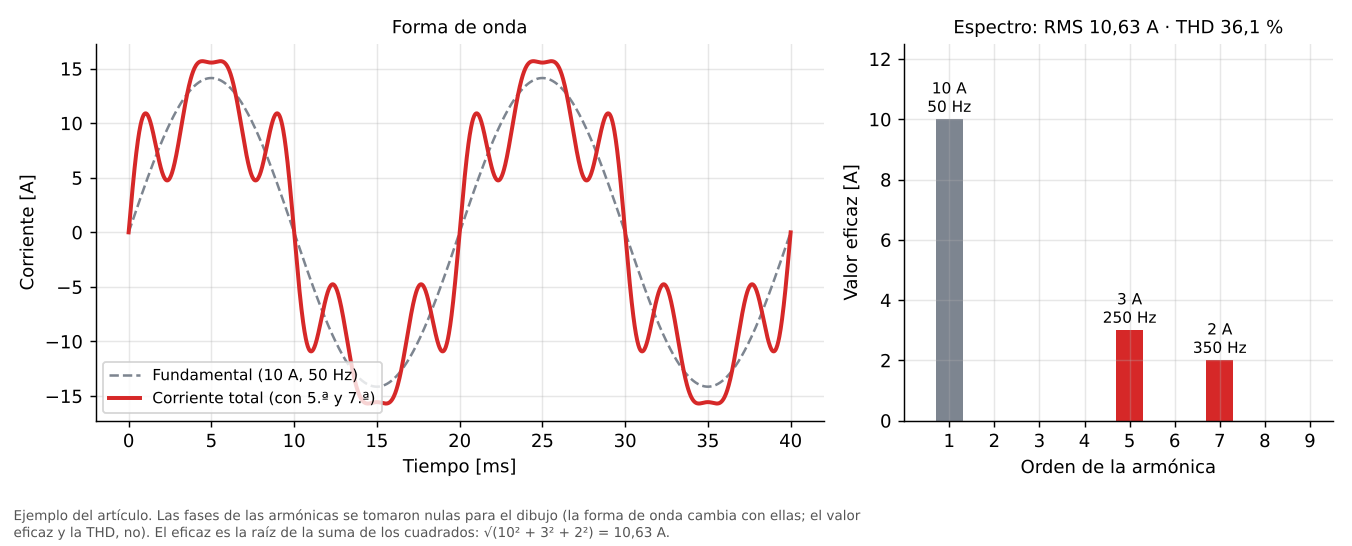 Forma de onda
Corriente [A]
15
10
5
0
−5
−10
−15
Fundamental (10 A, 50 Hz)
Corriente total (con 5.ª y 7.ª)
0 5 10 15 20 25 30 35 40
Tiempo [ms]
Espectro: RMS 10,63 A · THD 36,1 %
Valor eficaz [A]
12
10
8
6
4
2
0
10 A
50 Hz
3 A
250 Hz
2 A
350 Hz
1 2 3 4 5 6 7 8 9
Orden de la armónica
Ejemplo del artículo. Las fases de las armónicas se tomaron nulas para el dibujo (la forma de onda cambia con ellas; el valor
eficaz y la THD, no). El eficaz es la raíz de la suma de los cuadrados: √(10² + 3² + 2²) = 10,63 A.